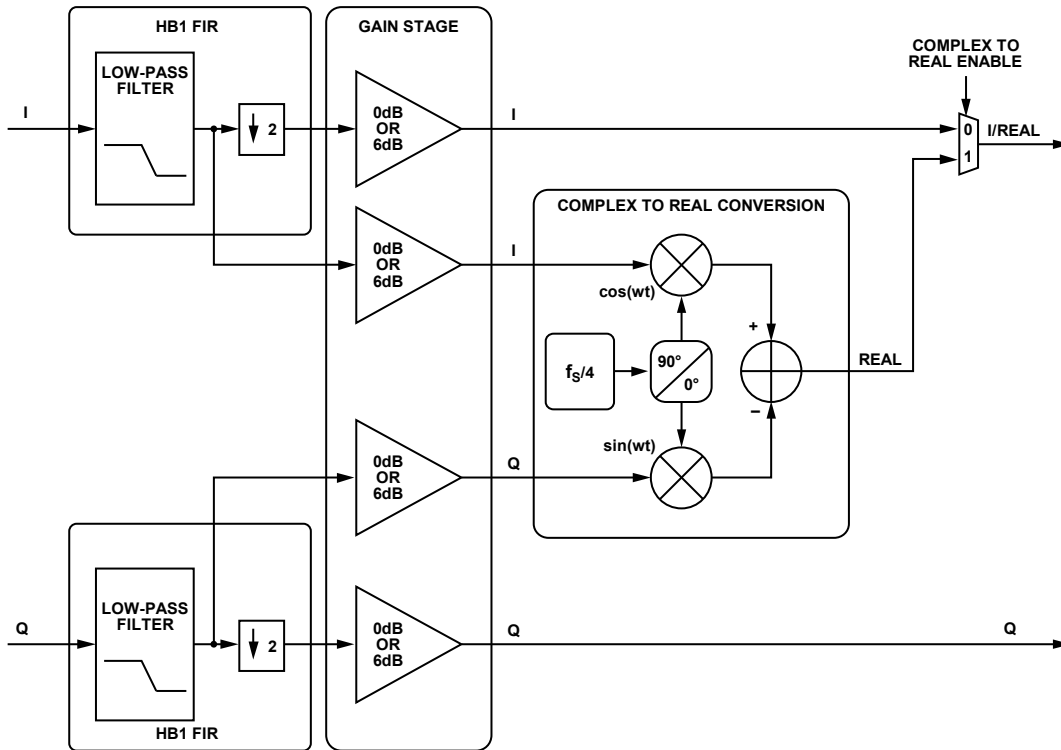 HB1 FIR
GAIN STAGE
LOW-PASS
FILTER
COMPLEX TO
REAL ENABLE
I
2
0dB
OR
6dB
I
0
1
I/REAL
COMPLEX TO REAL CONVERSION
0dB
OR
6dB
I
cos(wt)
+
fS/4
90°
0°
REAL
–
sin(wt)
0dB
OR
6dB
Q
LOW-PASS
FILTER
Q
2
0dB
OR
6dB
Q
Q
HB1 FIR